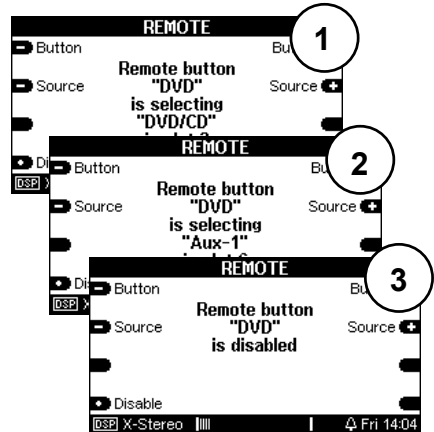 REMOTE
1
Button
Remote button
Source "DVD" Source
is selecting
"DVD/CD"
REMOTE
2
Button
Remote button
Source "DVD" Source
is selecting
"Aux-1"
REMOTE
3
Button
Remote button
Source "DVD" Source
is disabled
Disable
DSP X-Stereo Fri 14:04